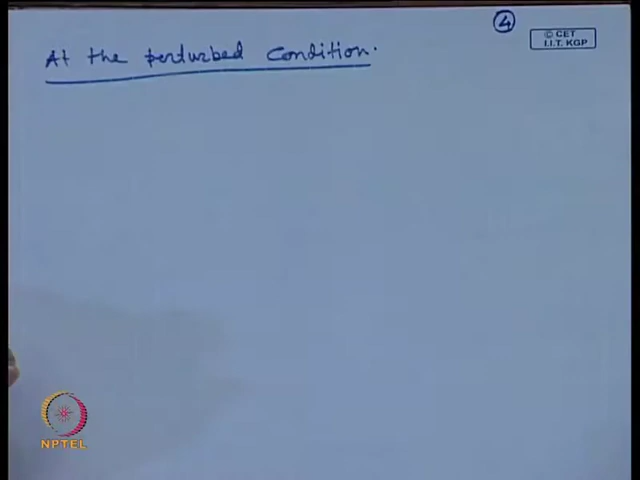 4
© CET
I.I.T. KGP
At the perturbed condition.
NPTEL